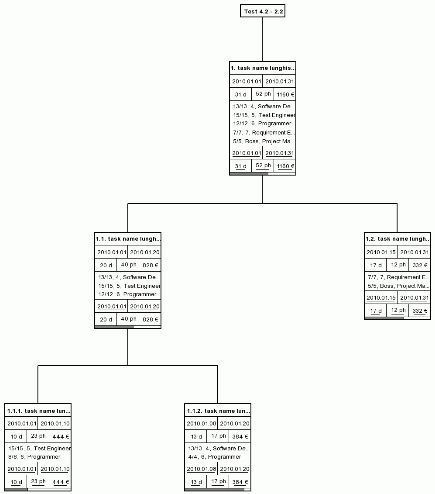 Test 4.2 - 2.2
1. task name lunghis...
2010.01.01 2010.01.31
31 d 52 ph 1160 €
13/13, 4, Software De...
15/15, 5, Test Engineer
12/12, 6, Programmer
7/7, 7, Requirement E...
5/5, Boss, Project Ma...
2010.01.01 2010.01.31
31 d 52 ph 1160 €
1.1. task name lungh...
2010.01.01 2010.01.20
20 d 40 ph 828 €
13/13, 4, Software De...
15/15, 5, Test Engineer
12/12, 6, Programmer
2010.01.01 2010.01.20
20 d 40 ph 828 €
1.2. task name lungh...
2010.01.15 2010.01.31
17 d 12 ph 332 €
7/7, 7, Requirement E...
5/5, Boss, Project Ma...
2010.01.15 2010.01.31
17 d 12 ph 332 €
1.1.1. task name lun...
2010.01.01 2010.01.10
10 d 23 ph 444 €
15/15, 5, Test Engineer
8/8, 6, Programmer
2010.01.01 2010.01.10
10 d 23 ph 444 €
1.1.2. task name lun...
2010.01.08 2010.01.20
13 d 17 ph 384 €
13/13, 4, Software De...
4/4, 6, Programmer
2010.01.08 2010.01.20
13 d 17 ph 384 €